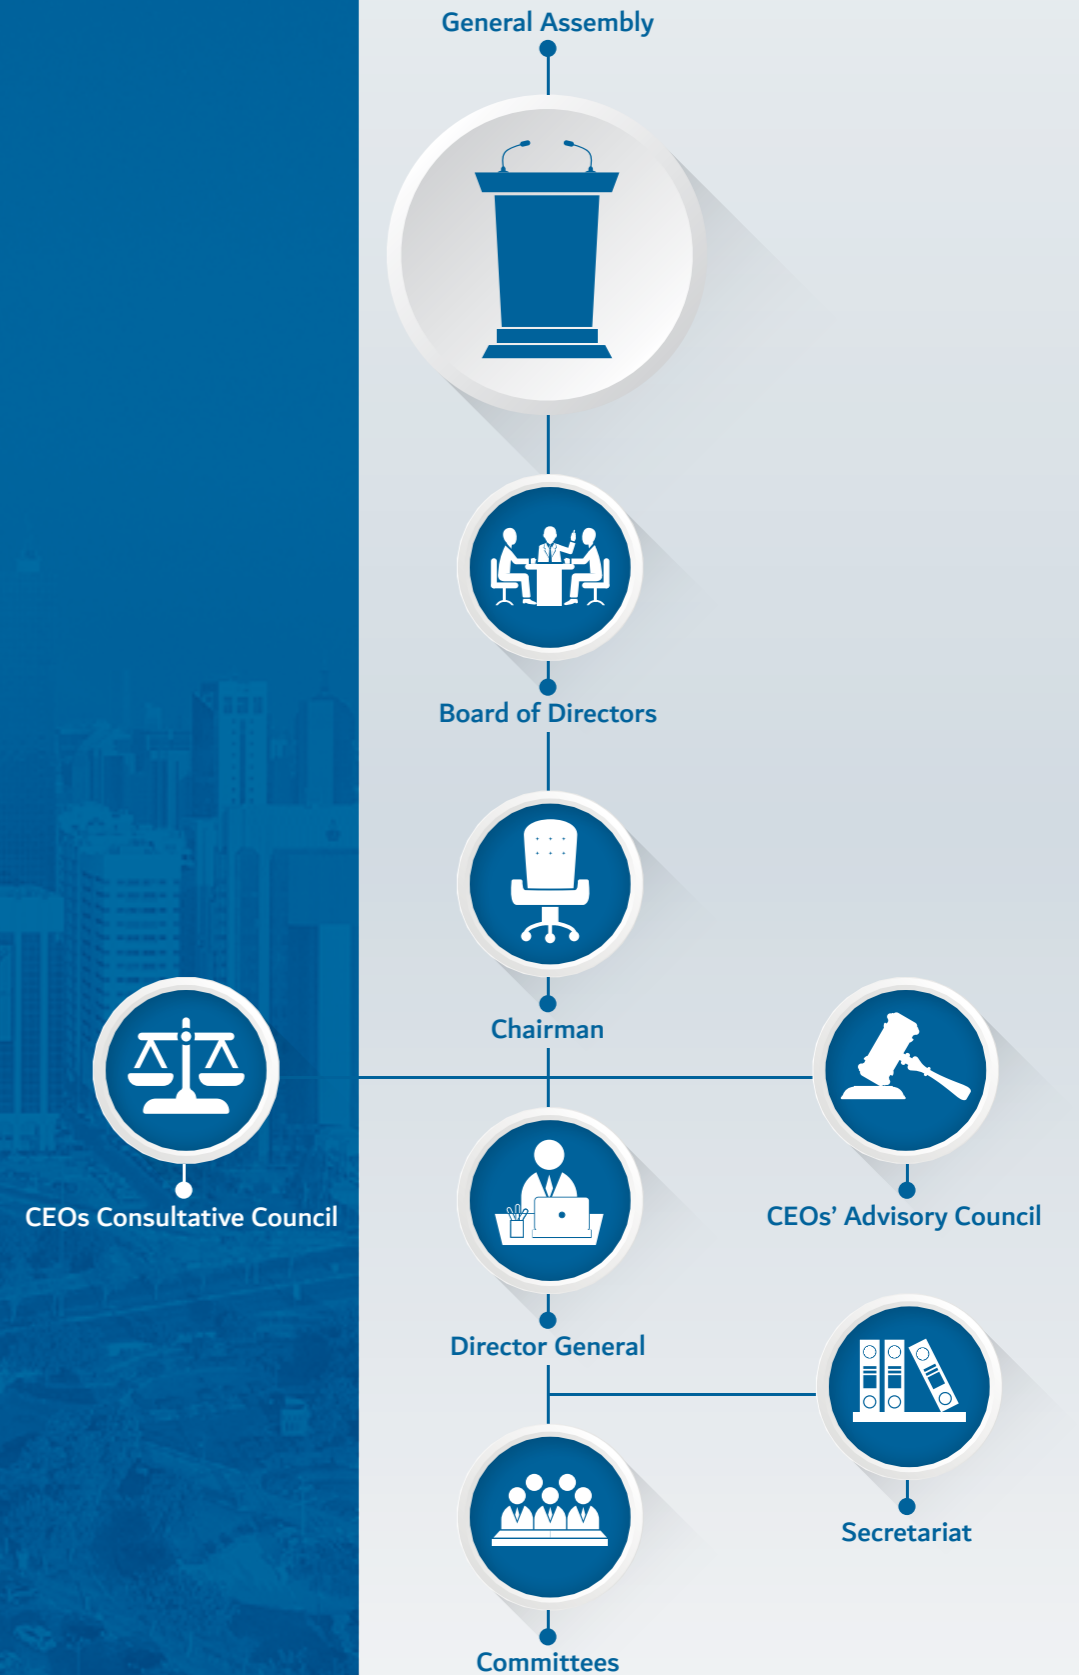 General Assembly
Board of Directors
Chairman
CEOs Consultative Council
CEOs’ Advisory Council
Director General
Secretariat
Committees